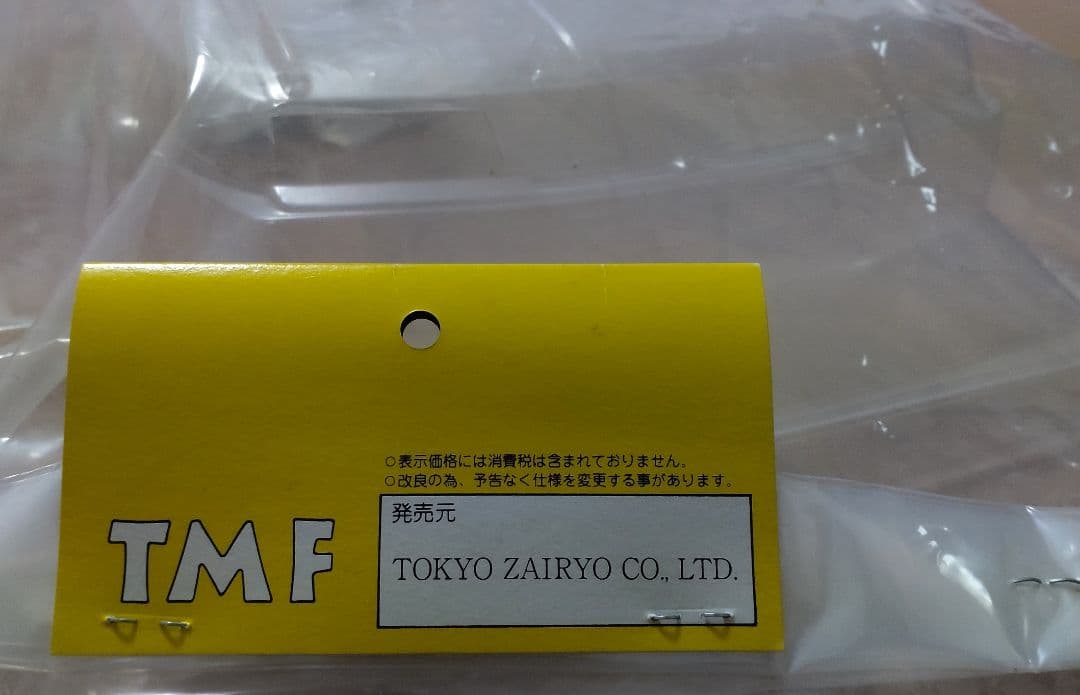 ○表示価格には消費税は含まれておりません。
○改良の為、予告なく仕様を変更する事があります。
発売元
TMF
TOKYO ZAIRYO CO., LTD.